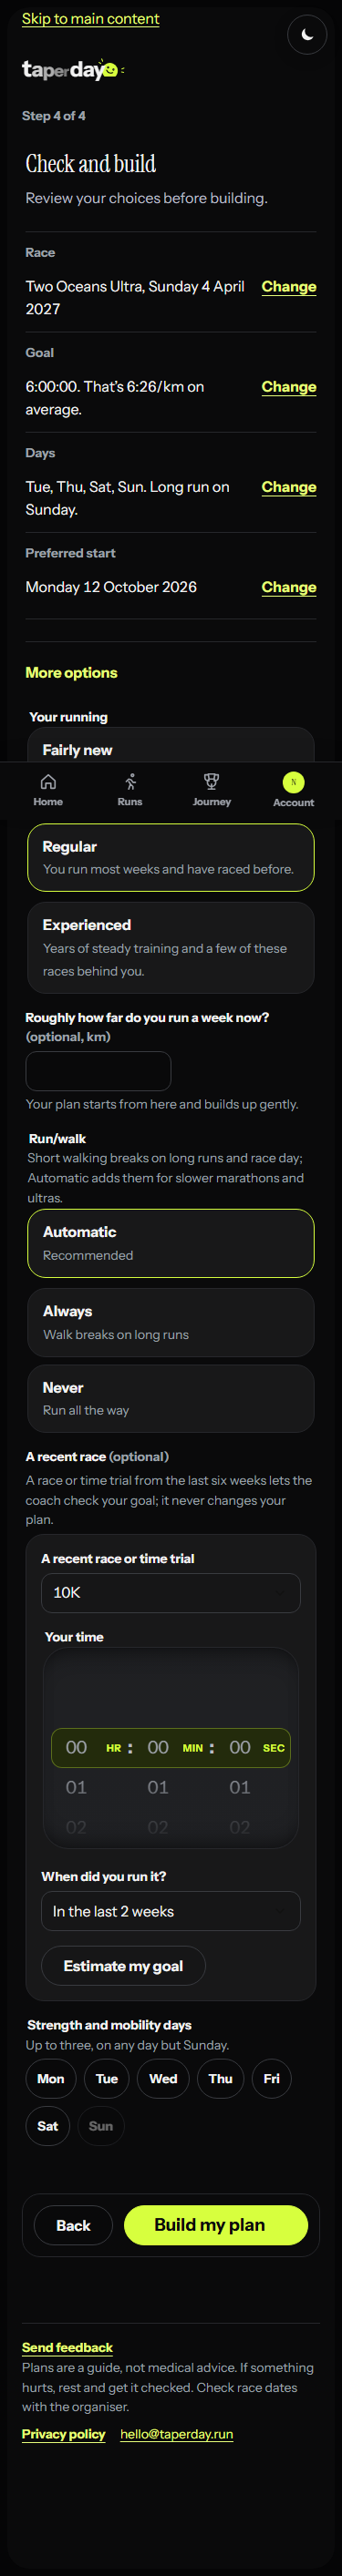 Skip to main content
taperday
Step 4 of 4
Check and build
Review your choices before building.
Race
Two Oceans Ultra, Sunday 4 April
2027
Change
Goal
6:00:00. That’s 6:26/km on
average.
Change
Days
Tue, Thu, Sat, Sun. Long run on
Sunday.
Change
Preferred start
Monday 12 October 2026
Change
More options
Your running
Fairly new
Home
Runs
Journey
N
Account
Regular
You run most weeks and have raced before.
Experienced
Years of steady training and a few of these
races behind you.
Roughly how far do you run a week now?
(optional, km)
Your plan starts from here and builds up gently.
Run/walk
Short walking breaks on long runs and race day;
Automatic adds them for slower marathons and
ultras.
Automatic
Recommended
Always
Walk breaks on long runs
Never
Run all the way
A recent race (optional)
A race or time trial from the last six weeks lets the
coach check your goal; it never changes your
plan.
A recent race or time trial
10K
Your time
00 HR : 00 MIN : 00 SEC
01 01 01
02 02 02
When did you run it?
In the last 2 weeks
Estimate my goal
Strength and mobility days
Up to three, on any day but Sunday.
Mon Tue Wed Thu Fri
Sat Sun
Back Build my plan
Send feedback
Plans are a guide, not medical advice. If something
hurts, rest and get it checked. Check race dates
with the organiser.
Privacy policy hello@taperday.run